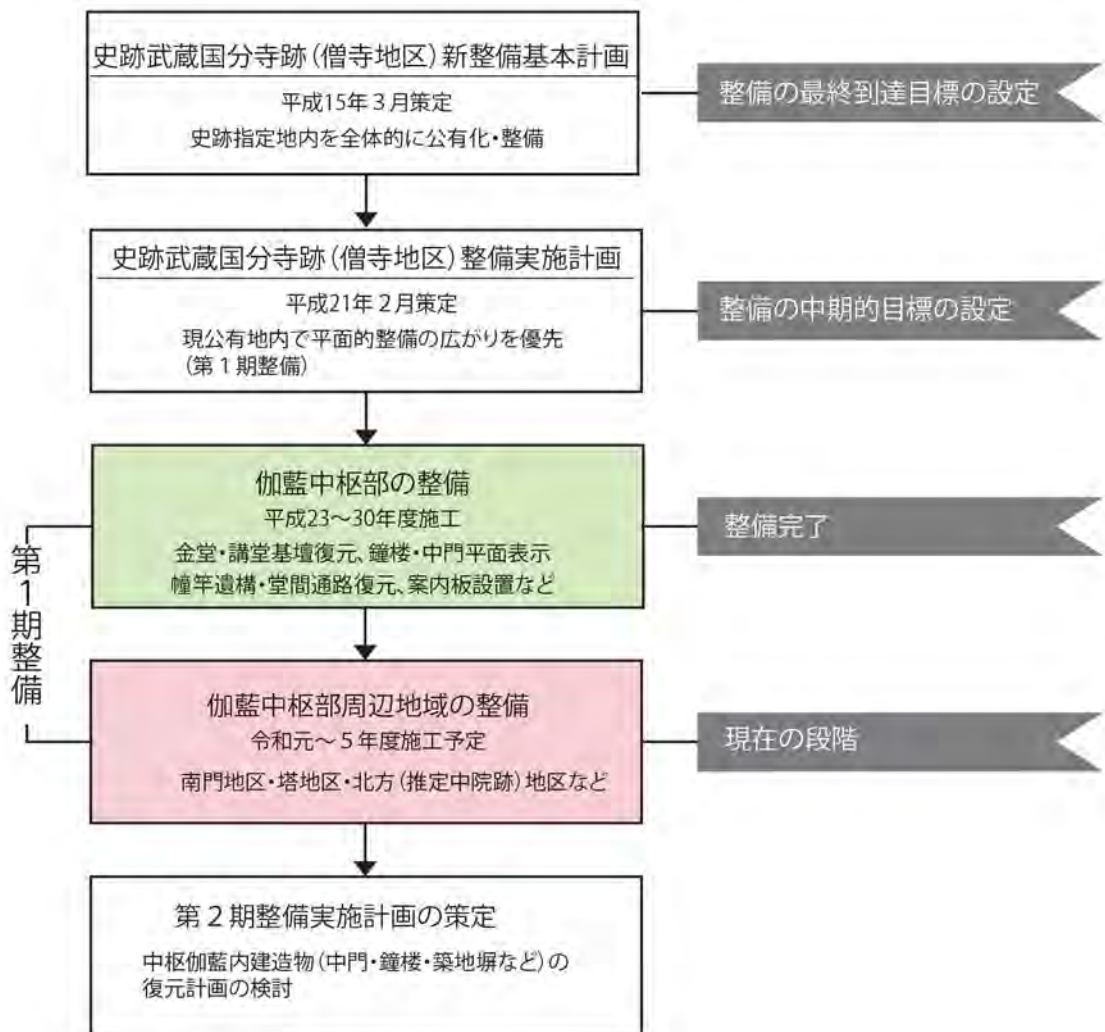 史跡武蔵国分寺跡(僧寺地区)新整備基本計画
平成15年3月策定
史跡指定地内を全体的に公有化・整備
整備の最終到達目標の設定
史跡武蔵国分寺跡(僧寺地区)整備実施計画
平成21年2月策定
現公有地内で平面的整備の広がりを優先
(第1期整備)
整備の中期的目標の設定
第1期整備
伽藍中枢部の整備
平成23~30年度施工
金堂・講堂基壇復元、鐘楼・中門平面表示
幢竿遺構・堂間通路復元、案内板設置など
整備完了
伽藍中枢部周辺地域の整備
令和元~5年度施工予定
南門地区・塔地区・北方(推定中院跡)地区など
現在の段階
第2期整備実施計画の策定
中枢伽藍内建造物(中門・鐘楼・築地塀など)の
復元計画の検討